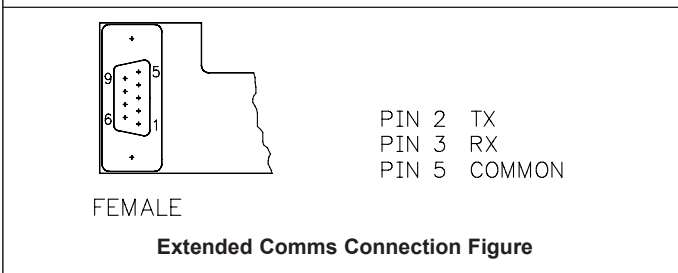 9 5
6 1
PIN 2 TX
PIN 3 RX
PIN 5 COMMON
FEMALE
Extended Comms Connection Figure